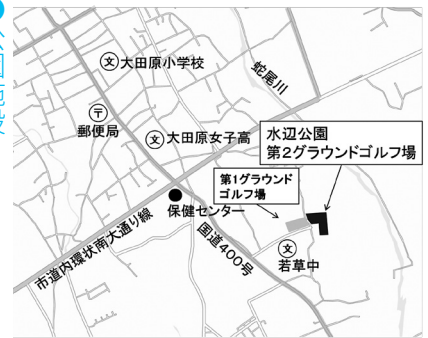 文 大田原小学校
蛇尾川
〒
郵便局
文 大田原女子高
水辺公園
第2グラウンドゴルフ場
第1グラウンド
ゴルフ場
保健センター
国道400号
市道内環状南大通り線
文
若草中